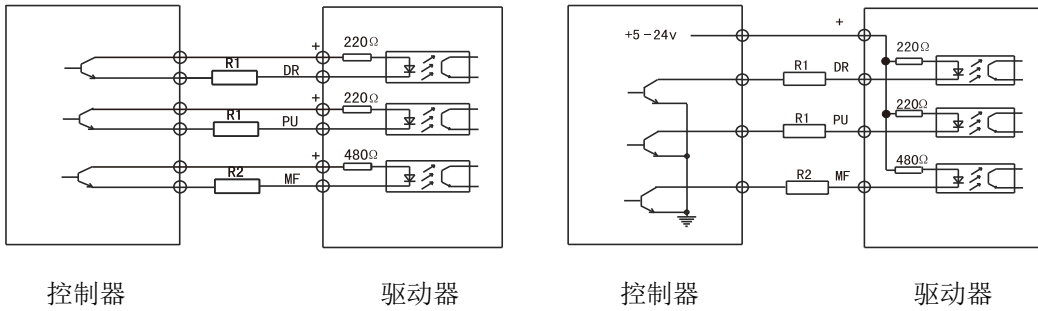 +
220Ω
R1
DR
+
220Ω
R1
PU
+
480Ω
R2
MF
控制器
驱动器
+5-24v
+
220Ω
R1
DR
220Ω
R1
PU
480Ω
R2
MF
控制器
驱动器